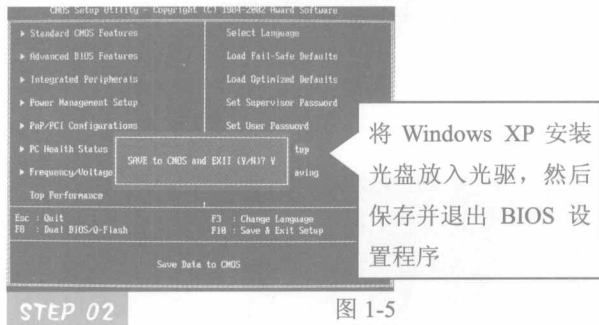 CMOS Setup Utility - Copyright (C) 1984-2002 Award Software
▶ Standard CMOS Features
Select Language
▶ Advanced BIOS Features
Load Fail-Safe Defaults
▶ Integrated Peripherals
Load Optimized Defaults
▶ Power Management Setup
Set Supervisor Password
▶ PnP/PCI Configurations
Set User Password
▶ PC Health Status
tup
SAVE to CMOS and EXIT (Y/N)? Y
▶ Frequency/Voltage
aving
Top Performance
Esc : Quit
F3 : Change Language
F8 : Dual BIOS/Q-Flash
F10 : Save & Exit Setup
Save Data to CMOS
将 Windows XP 安装
光盘放入光驱，然后
保存并退出 BIOS 设
置程序
STEP 02
图 1-5